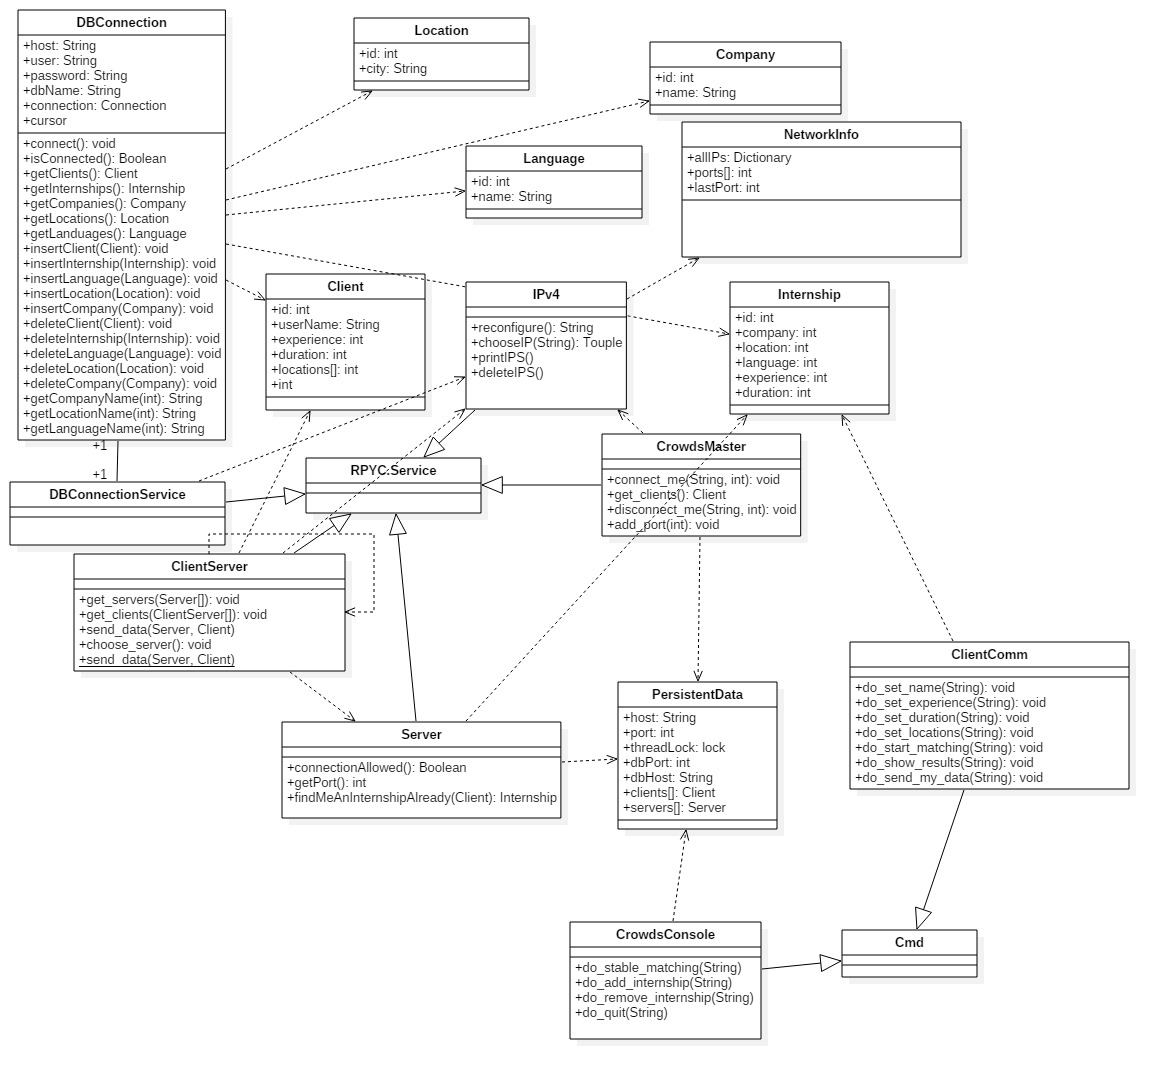 DBConnection
+host: String
+user: String
+password: String
+dbName: String
+connection: Connection
+cursor
+connect(): void
+isConnected(): Boolean
+getClients(): Client
+getInternships(): Internship
+getCompanies(): Company
+getLocations(): Location
+getLanduages(): Language
+insertClient(Client): void
+insertInternship(Internship): void
+insertLanguage(Language): void
+insertLocation(Location): void
+insertCompany(Company): void
+deleteClient(Client): void
+deleteInternship(Internship): void
+deleteLanguage(Language): void
+deleteLocation(Location): void
+deleteCompany(Company): void
+getCompanyName(int): String
+getLocationName(int): String
+getLanguageName(int): String
Location
+id: int
+city: String
Company
+id: int
+name: String
NetworkInfo
+allIPs: Dictionary
+ports[]: int
+lastPort: int
Language
+id: int
+name: String
Client
+id: int
+userName: String
+experience: int
+duration: int
+locations[]: int
+int
IPv4
+reconfigure(): String
+chooseIP(String): Touple
+printIPS()
+deleteIPS()
Internship
+id: int
+company: int
+location: int
+language: int
+experience: int
+duration: int
+1
+1
DBConnectionService
RPYC.Service
CrowdsMaster
+connect_me(String, int): void
+get_clients(): Client
+disconnect_me(String, int): void
+add_port(int): void
ClientServer
+get_servers(Server[]): void
+get_clients(ClientServer[]): void
+send_data(Server, Client)
+choose_server(): void
+send_data(Server, Client)
Server
+connectionAllowed(): Boolean
+getPort(): int
+findMeAnInternshipAlready(Client): Internship
PersistentData
+host: String
+port: int
+threadLock: lock
+dbPort: int
+dbHost: String
+clients[]: Client
+servers[]: Server
ClientComm
+do_set_name(String): void
+do_set_experience(String): void
+do_set_duration(String): void
+do_set_locations(String): void
+do_start_matching(String): void
+do_show_results(String): void
+do_send_my_data(String): void
CrowdsConsole
+do_stable_matching(String)
+do_add_internship(String)
+do_remove_internship(String)
+do_quit(String)
Cmd